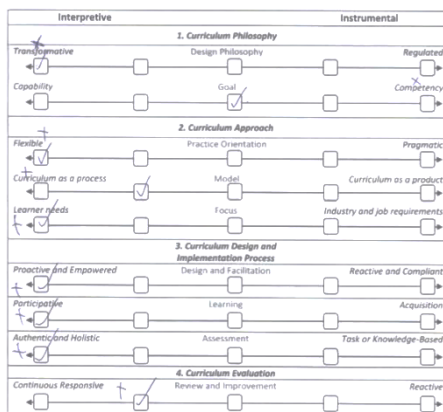 Interpretive Instrumental
1. Curriculum Philosophy
Transformative Design Philosophy Regulated
Capability Goal Competency
2. Curriculum Approach
Flexible Practice Orientation Pragmatic
Curriculum as a process Model Curriculum as a product
Learner needs Focus Industry and job requirements
3. Curriculum Design and
Implementation Process
Proactive and Empowered Design and Facilitation Reactive and Compliant
Participative Learning Acquisition
Authentic and Holistic Assessment Task or Knowledge-Based
4. Curriculum Evaluation
Continuous Responsive Review and Improvement Reactive